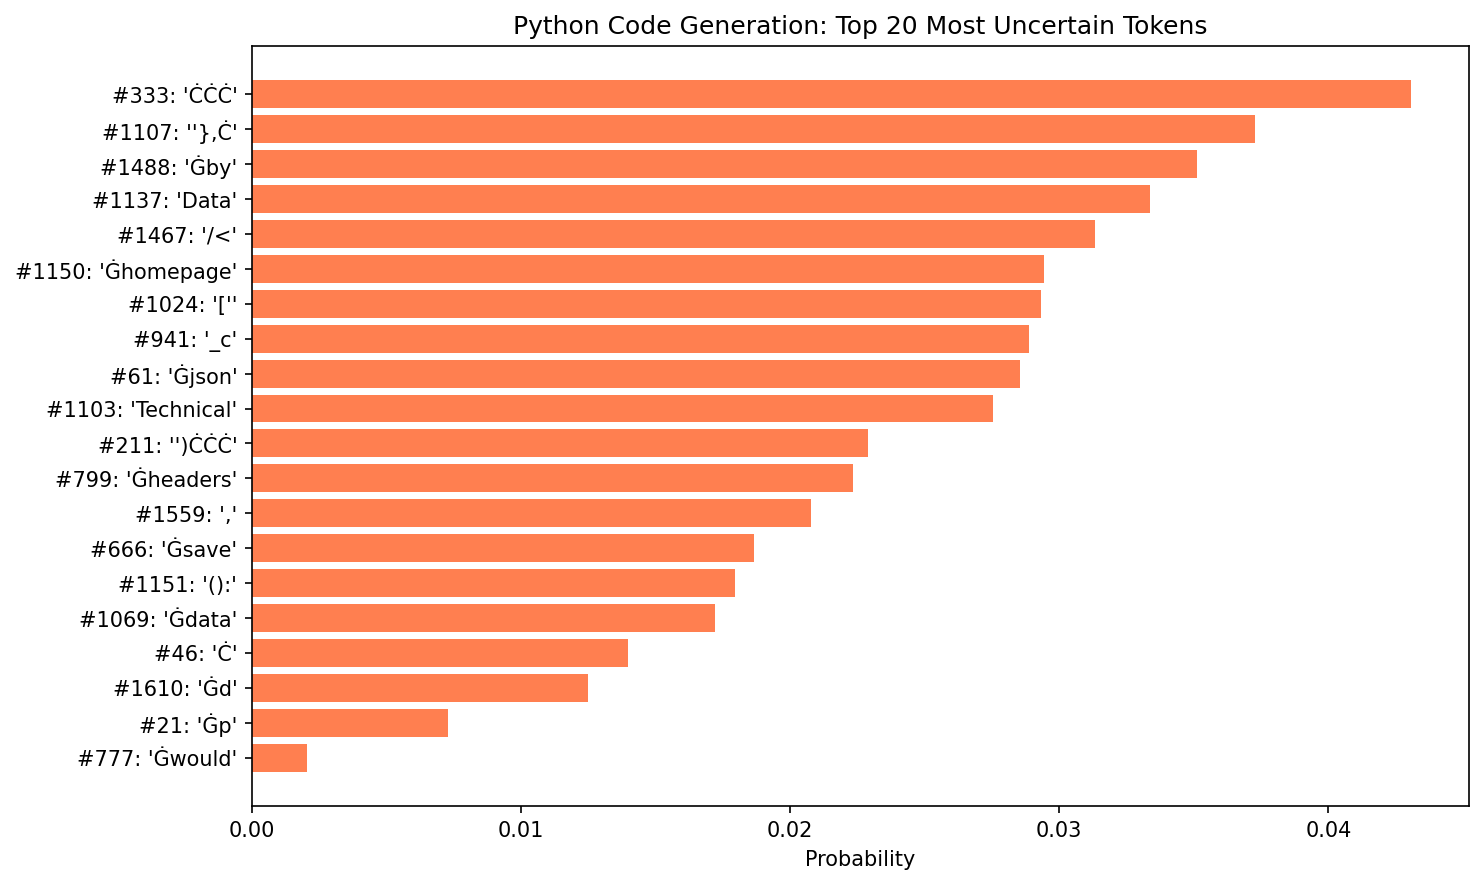 Python Code Generation: Top 20 Most Uncertain Tokens
#333: 'ĊĊĊ'
#1107: ''},Ċ'
#1488: 'Ġby'
#1137: 'Data'
#1467: '/<'
#1150: 'Ġhomepage'
#1024: '[''
#941: '_c'
#61: 'Ġjson'
#1103: 'Technical'
#211: '')ĊĊĊ'
#799: 'Ġheaders'
#1559: ','
#666: 'Ġsave'
#1151: '():'
#1069: 'Ġdata'
#46: 'Ċ'
#1610: 'Ġd'
#21: 'Ġp'
#777: 'Ġwould'
0.00 0.01 0.02 0.03 0.04
Probability